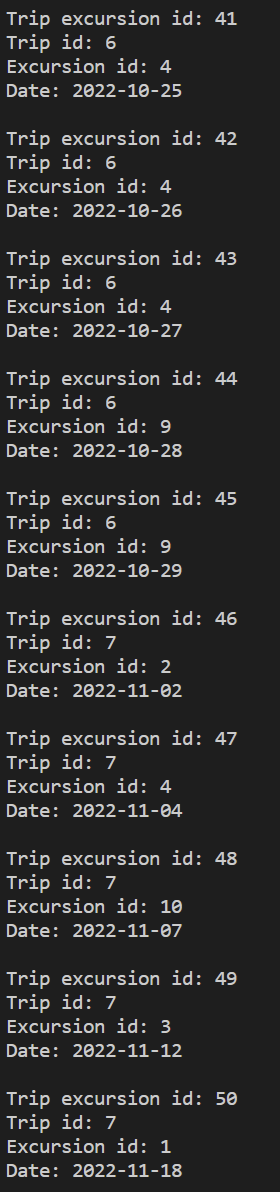 Trip excursion id: 41
Trip id: 6
Excursion id: 4
Date: 2022-10-25
Trip excursion id: 42
Trip id: 6
Excursion id: 4
Date: 2022-10-26
Trip excursion id: 43
Trip id: 6
Excursion id: 4
Date: 2022-10-27
Trip excursion id: 44
Trip id: 6
Excursion id: 9
Date: 2022-10-28
Trip excursion id: 45
Trip id: 6
Excursion id: 9
Date: 2022-10-29
Trip excursion id: 46
Trip id: 7
Excursion id: 2
Date: 2022-11-02
Trip excursion id: 47
Trip id: 7
Excursion id: 4
Date: 2022-11-04
Trip excursion id: 48
Trip id: 7
Excursion id: 10
Date: 2022-11-07
Trip excursion id: 49
Trip id: 7
Excursion id: 3
Date: 2022-11-12
Trip excursion id: 50
Trip id: 7
Excursion id: 1
Date: 2022-11-18